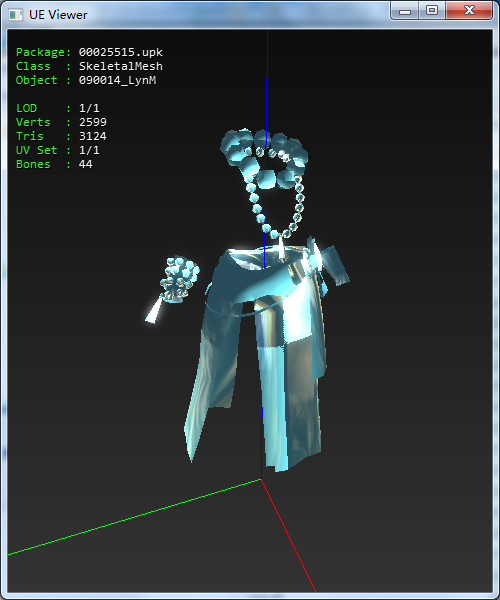 UE Viewer
Package: 00025515.upk
Class  : SkeletalMesh
Object : 090014_LynM
LOD    : 1/1
Verts  : 2599
Tris   : 3124
UV Set : 1/1
Bones  : 44